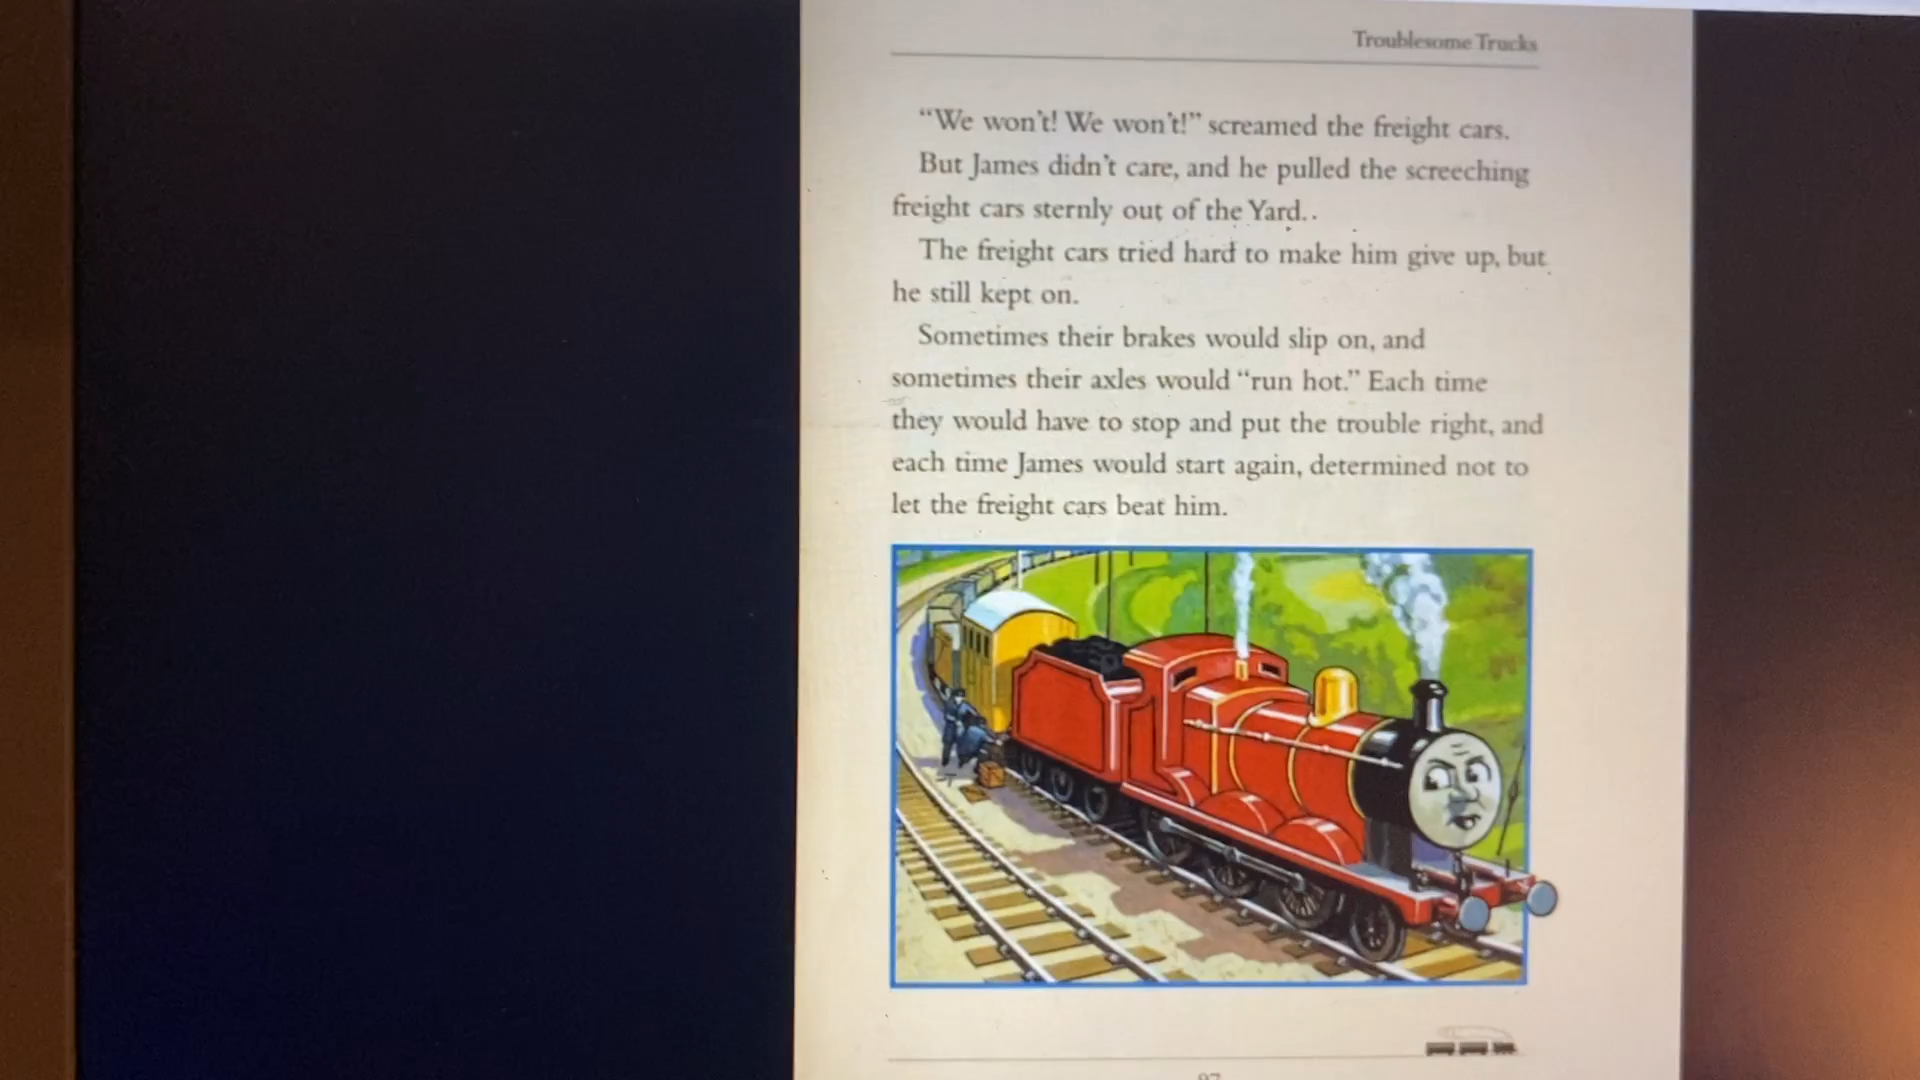 Troublesome Trucks
“We won't! We won't!” screamed the freight cars.
But James didn't care, and he pulled the screeching
freight cars sternly out of the Yard..
The freight cars tried hard to make him give up, but
he still kept on.
Sometimes their brakes would slip on, and
sometimes their axles would “run hot.” Each time
they would have to stop and put the trouble right, and
each time James would start again, determined not to
let the freight cars beat him.